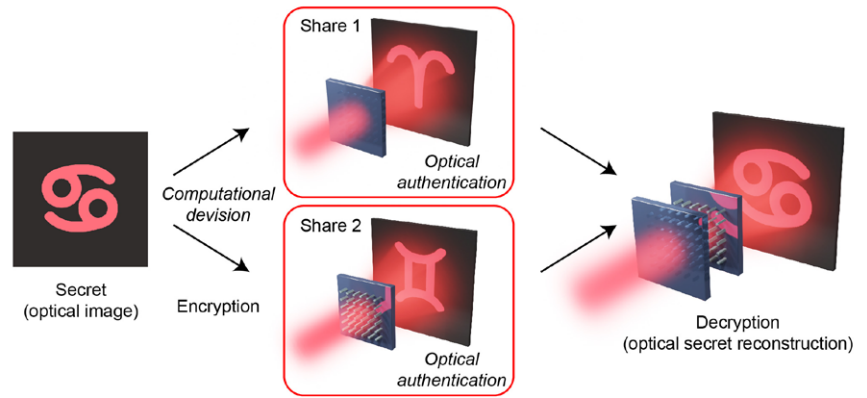 Share 1
Optical
authentication
Computational
devision
Secret
(optical image)
Encryption
Share 2
Optical
authentication
Decryption
(optical secret reconstruction)